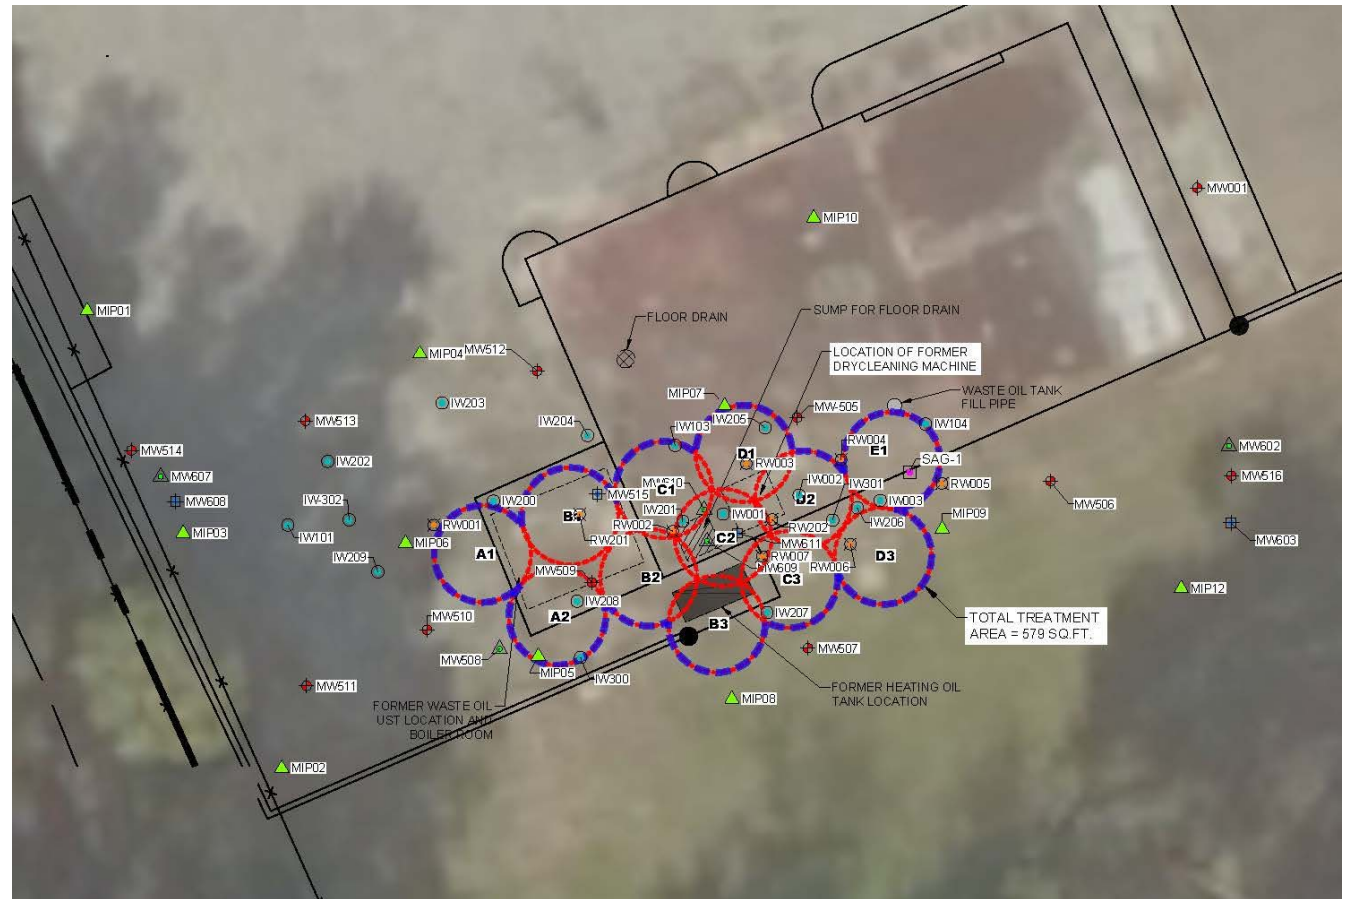 MW001
MIP10
MIP01
FLOOR DRAIN
SUMP FOR FLOOR DRAIN
MIP04
MW512
LOCATION OF FORMER
DRYCLEANING MACHINE
WASTE OIL TANK
FILL PIPE
MIP07
IW203
MW-505
IW205
IW104
MW513
IW204
IW103
RW004
E1
MW602
MW514
IW202
D1
RW003
SAG-1
MW607
MW516
IW002
IW301
RW005
MW506
C1
MW515
D2
MW608
IW-302
IW200
IW003
IW201
IW001
IW206
MIP09
MW603
MIP03
IW101
RW001
RW002
RW202
RW201
C2
MW611
MIP06
A1
RW007
D3
IW209
MW609
RW006
MW509
B2
C3
MIP12
IW208
IW207
MW510
A2
B3
TOTAL TREATMENT
AREA = 579 SQ.FT.
MW508
MIP05
MW507
IW300
MW511
FORMER HEATING OIL
TANK LOCATION
MIP08
FORMER WASTE OIL
UST LOCATION AND
BOILER ROOM
MIP02